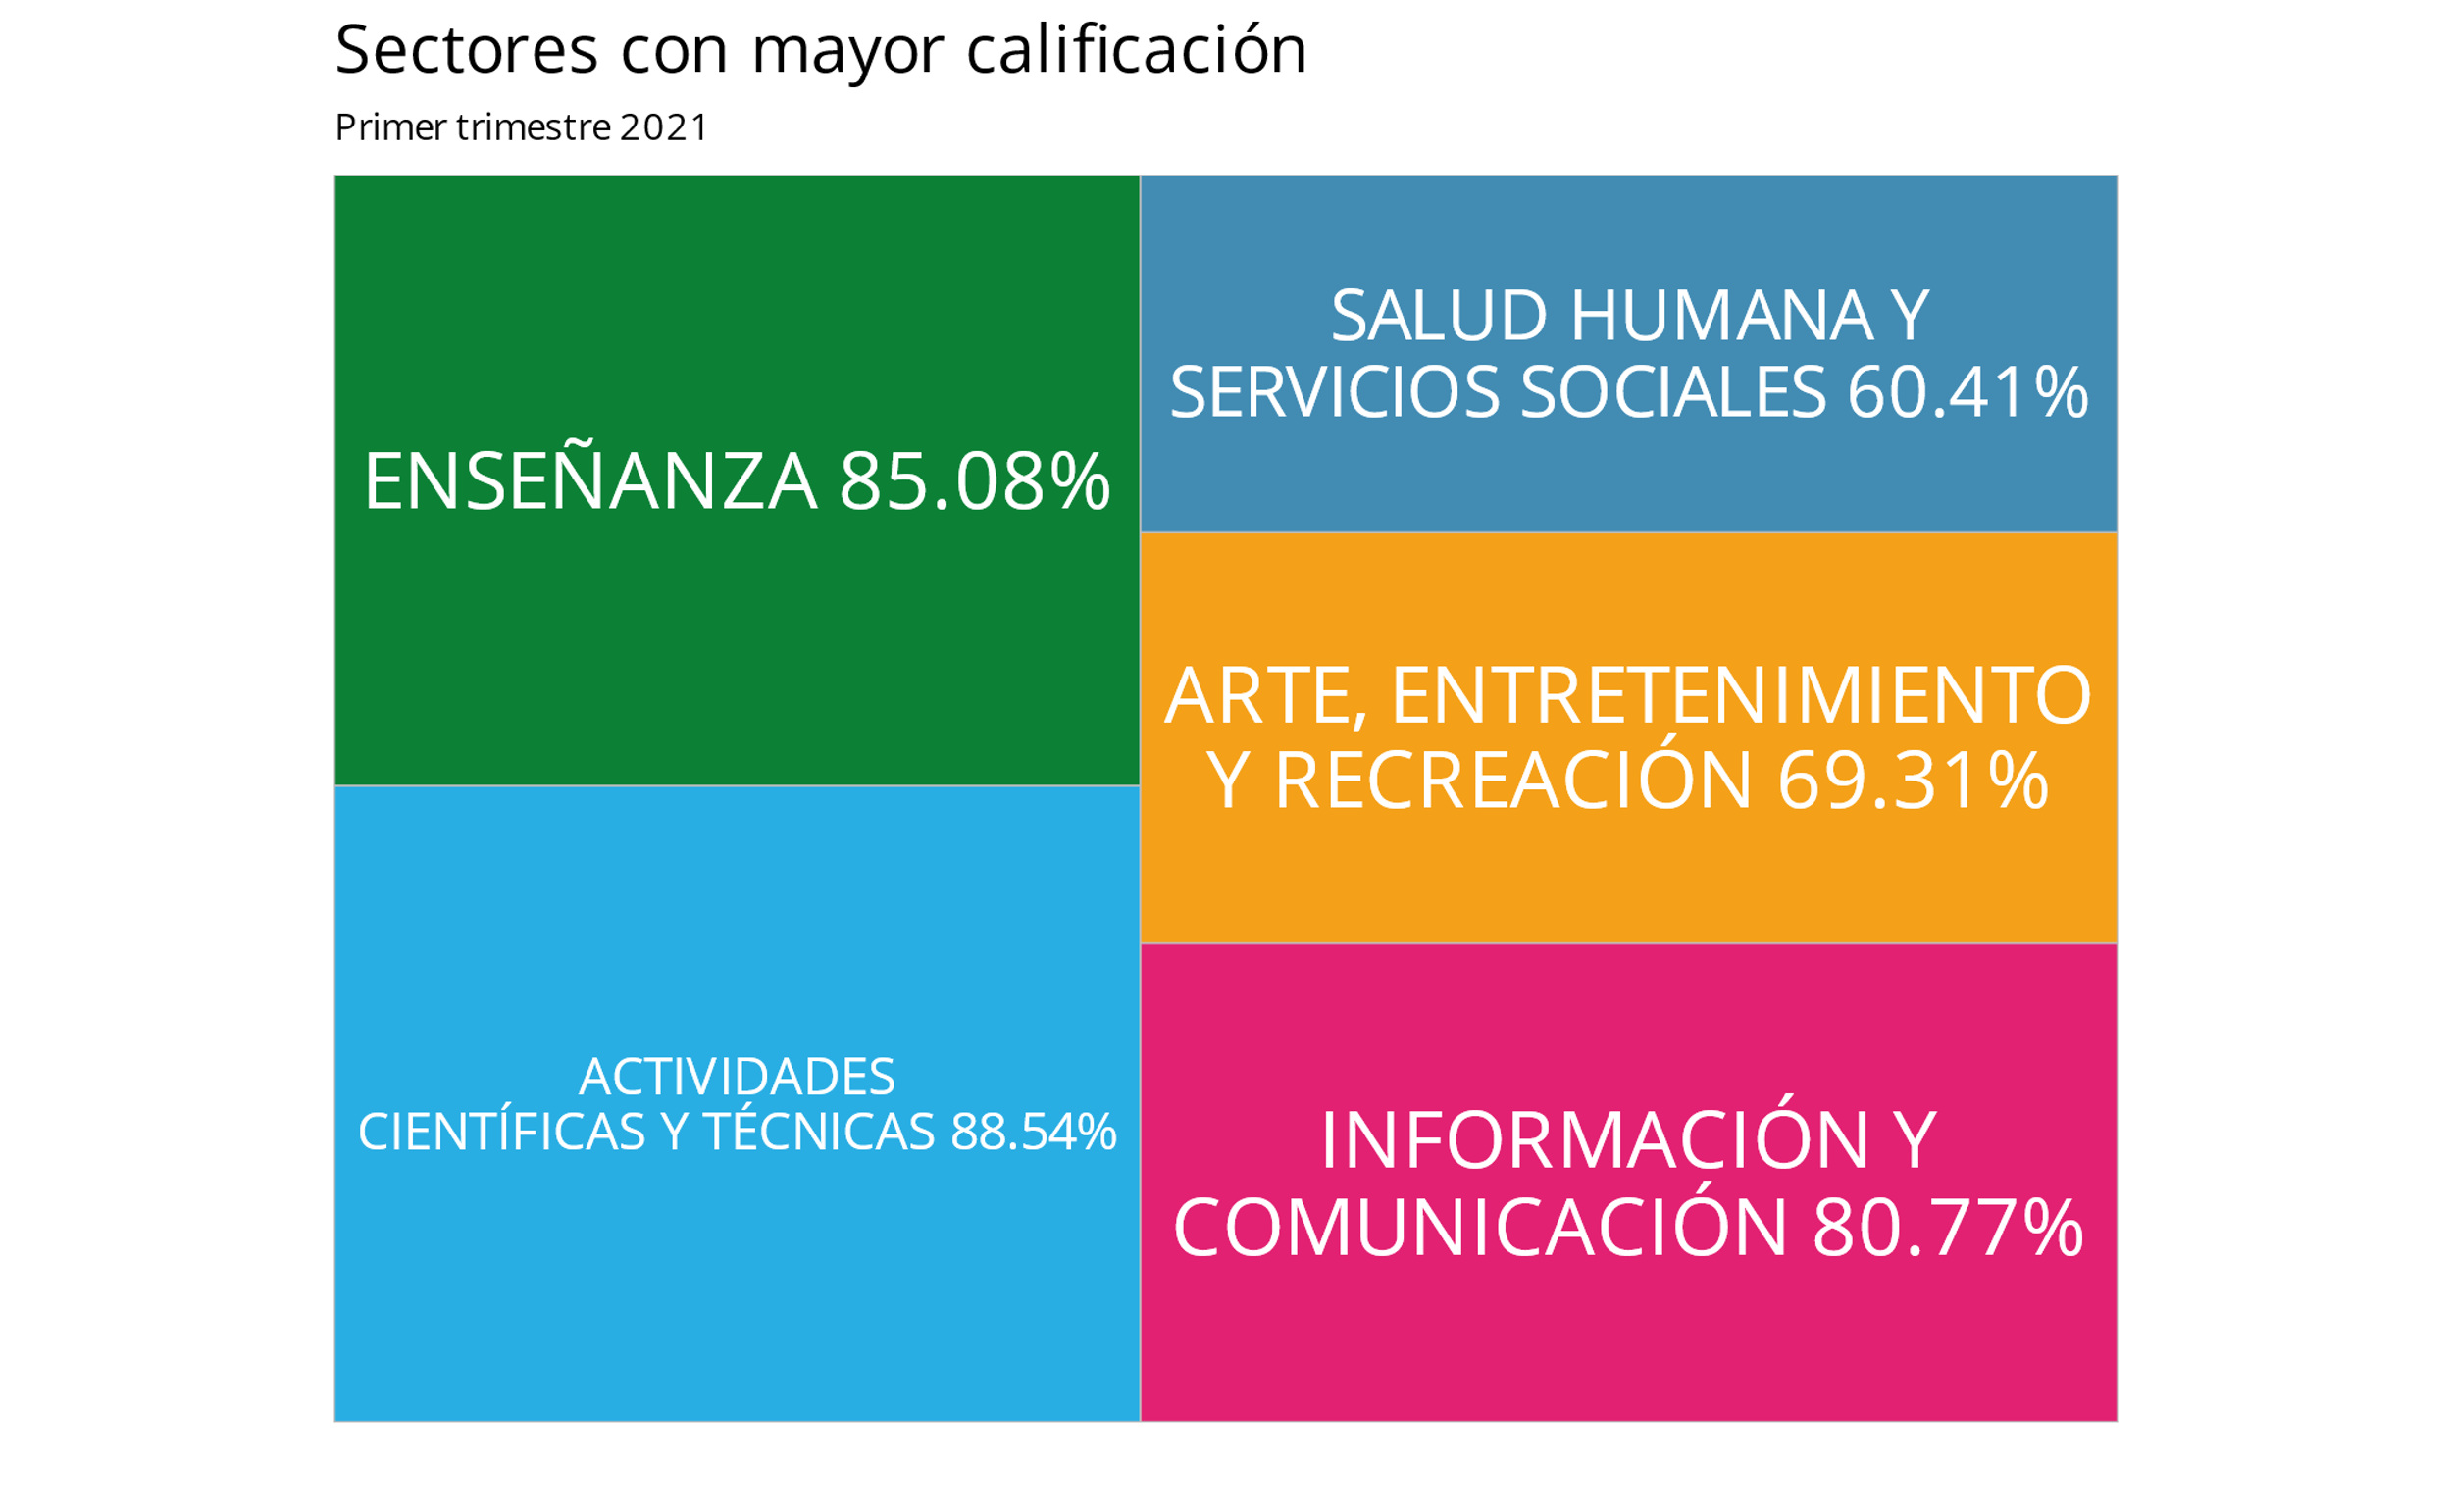 Sectores con mayor calificación
Primer trimestre 2021
ENSEÑANZA 85.08%
ACTIVIDADES
CIENTÍFICAS Y TÉCNICAS 88.54%
SALUD HUMANA Y
SERVICIOS SOCIALES 60.41%
ARTE, ENTRETENIMIENTO
Y RECREACIÓN 69.31%
INFORMACIÓN Y
COMUNICACIÓN 80.77%